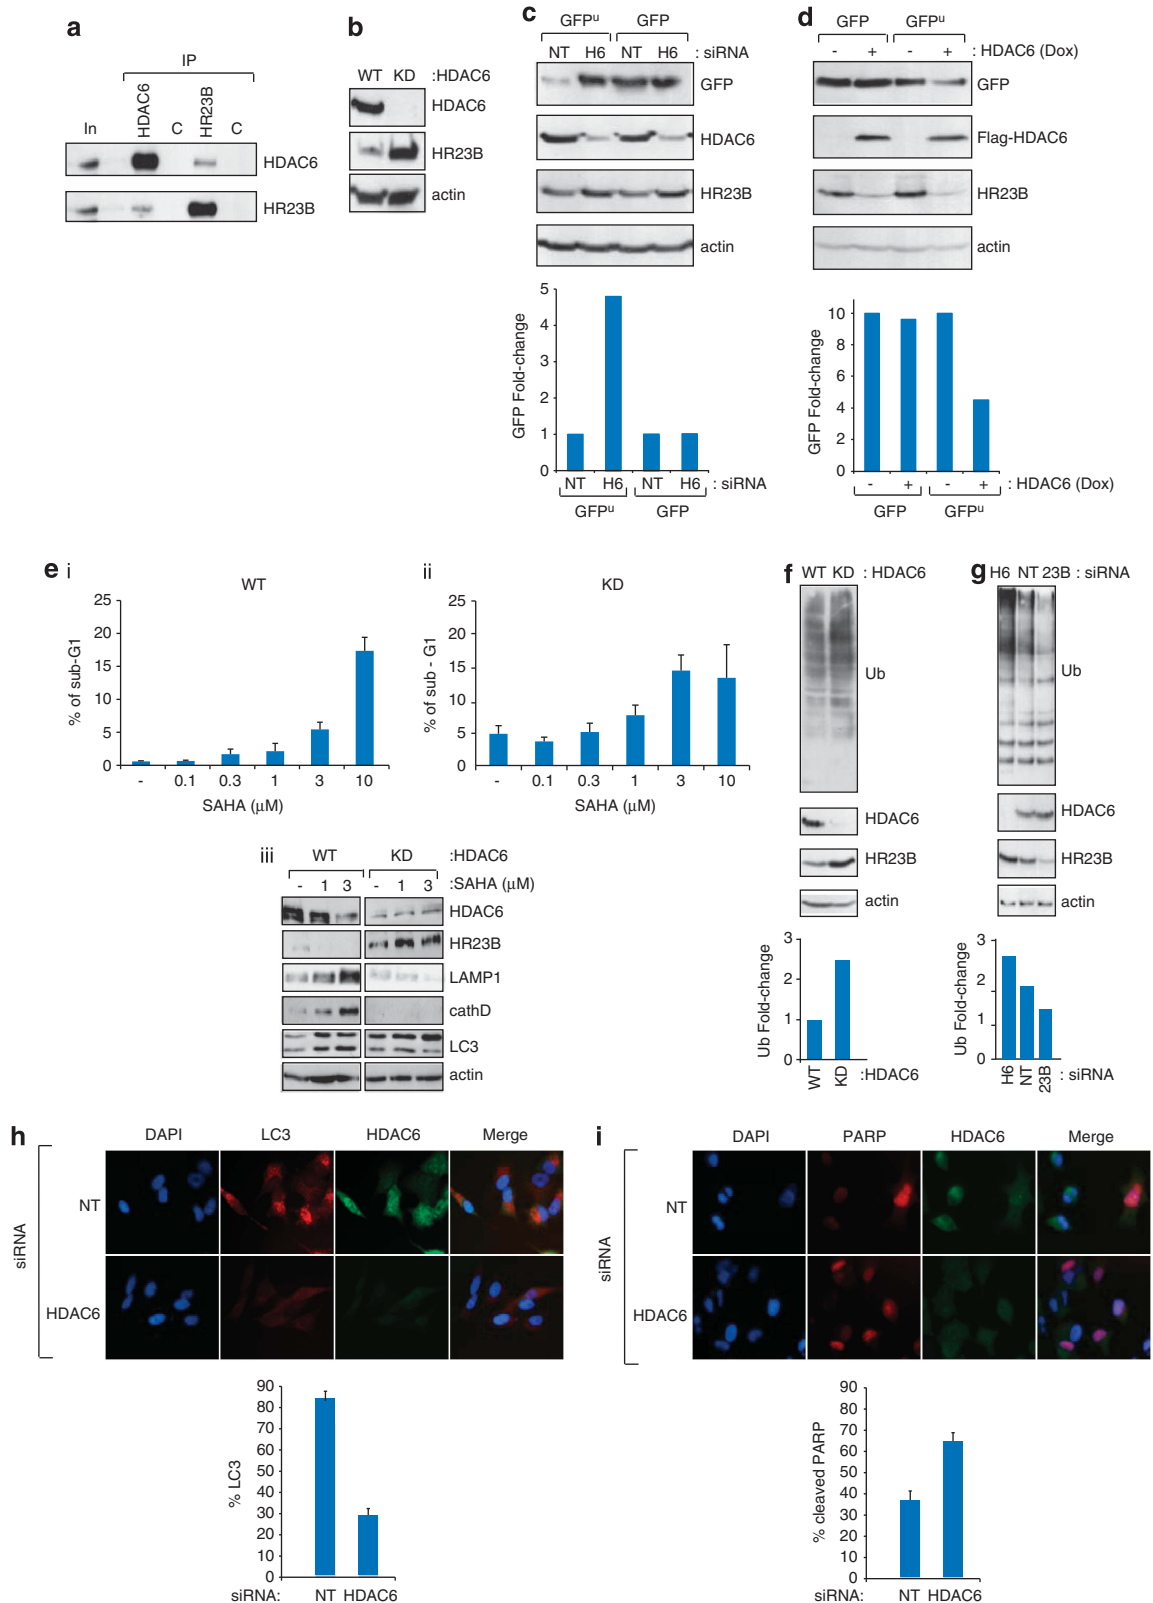 a
IP
In HDAC6 C HR23B C
HDAC6
HR23B
b
WT KD :HDAC6
HDAC6
HR23B
actin
c
GFPᵘ GFP
NT H6 NT H6 : siRNA
GFP
HDAC6
HR23B
actin
GFP Fold-change
5
4
3
2
1
0
NT H6 NT H6 : siRNA
GFPᵘ GFP
d
GFP GFPᵘ
- + - + : HDAC6 (Dox)
GFP
Flag-HDAC6
HR23B
actin
GFP Fold-change
10
8
6
4
2
0
- + - + : HDAC6 (Dox)
GFP GFPᵘ
e i
WT
% of sub-G1
25
20
15
10
5
0
- 0.1 0.3 1 3 10
SAHA (μM)
ii
KD
% of sub - G1
25
20
15
10
5
0
- 0.1 0.3 1 3 10
SAHA (μM)
iii
WT KD :HDAC6
- 1 3 - 1 3 :SAHA (μM)
HDAC6
HR23B
LAMP1
cathD
LC3
actin
f
WT KD : HDAC6
Ub
HDAC6
HR23B
actin
Ub Fold-change
3
2
1
0
WT KD :HDAC6
g
H6 NT 23B : siRNA
Ub
HDAC6
HR23B
actin
Ub Fold-change
3
2
1
0
H6 NT 23B : siRNA
h
DAPI LC3 HDAC6 Merge
siRNA
NT
HDAC6
% LC3
90
80
70
60
50
40
30
20
10
0
siRNA: NT HDAC6
i
DAPI PARP HDAC6 Merge
siRNA
NT
HDAC6
% cleaved PARP
90
80
70
60
50
40
30
20
10
0
siRNA: NT HDAC6